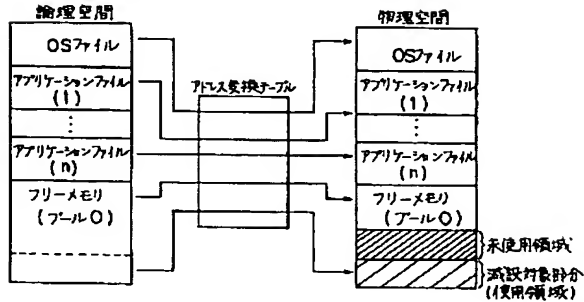 論理空間
OSファイル
アプリケーションファイル
(1)
⋮
アプリケーションファイル
(n)
フリーメモリ
(プール0)
アドレス変換テーブル
物理空間
OSファイル
アプリケーションファイル
(1)
⋮
アプリケーションファイル
(n)
フリーメモリ
(プール0)
未使用領域
減設対象部分
(使用領域)